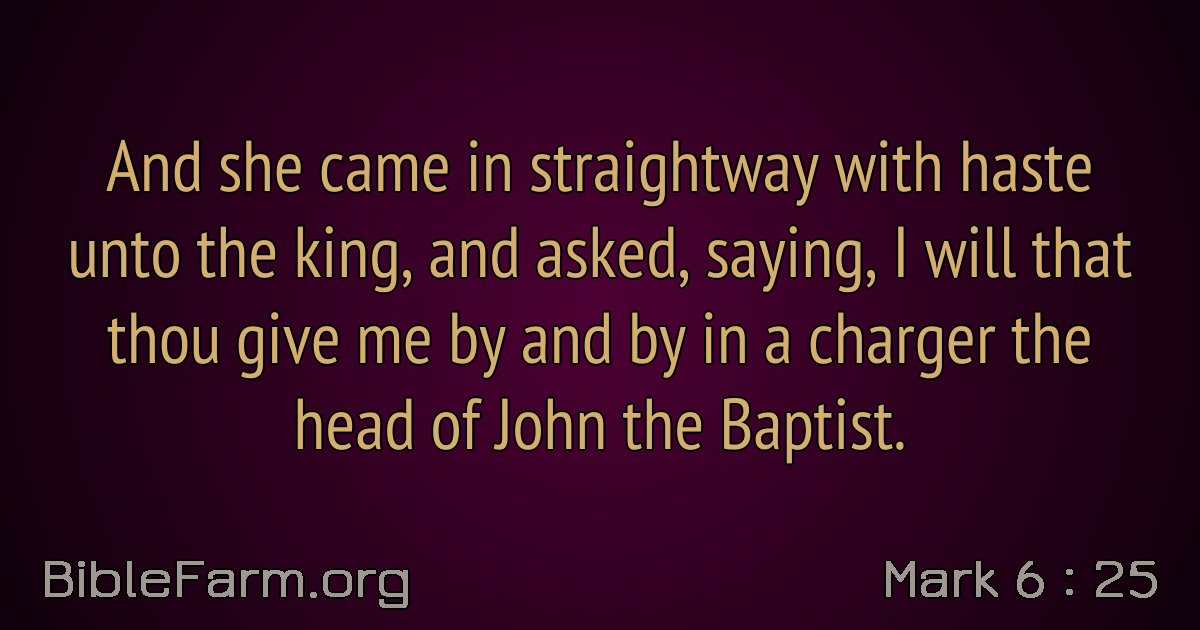 And she came in straightway with haste
unto the king, and asked, saying, I will that
thou give me by and by in a charger the
head of John the Baptist.
BibleFarm.org
Mark 6 : 25